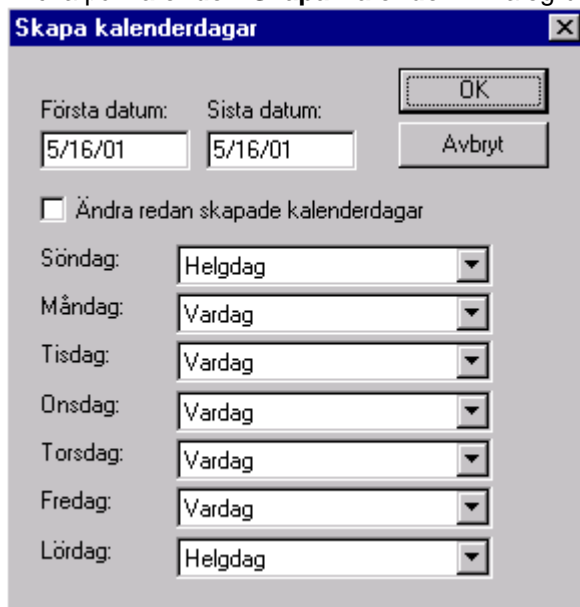 Skapa kalenderdagar
Första datum: Sista datum: OK
5/16/01 5/16/01 Avbryt
Ändra redan skapade kalenderdagar
Söndag: Helgdag
Måndag: Vardag
Tisdag: Vardag
Onsdag: Vardag
Torsdag: Vardag
Fredag: Vardag
Lördag: Helgdag